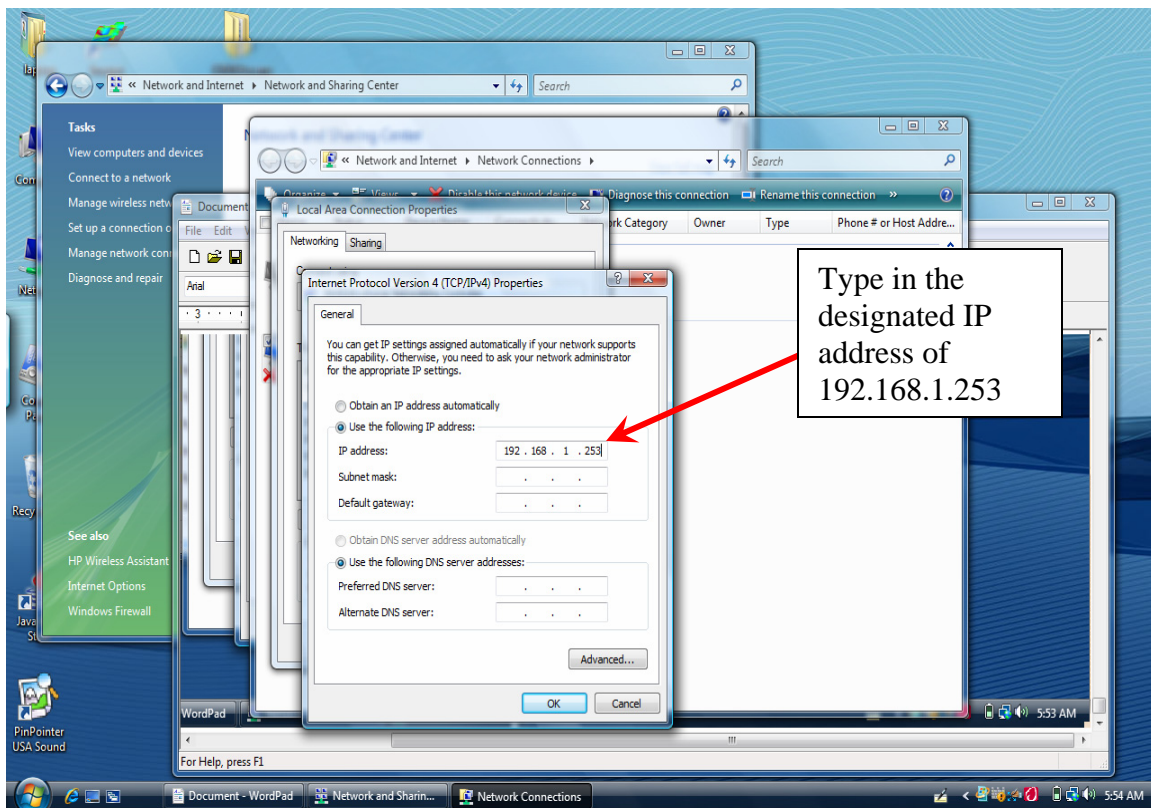 Network and Internet ▸ Network and Sharing Center
Search
Tasks
View computers and devices
Connect to a network
Manage wireless netw
Set up a connection o
Manage network conn
Diagnose and repair
See also
HP Wireless Assistant
Internet Options
Windows Firewall
« Network and Internet ▸ Network Connections ▸
Search
Organize Views Disable this network device Diagnose this connection Rename this connection »
ork Category Owner Type Phone # or Host Addre...
Document
File Edit
Arial
Local Area Connection Properties
Networking Sharing
Internet Protocol Version 4 (TCP/IPv4) Properties
General
You can get IP settings assigned automatically if your network supports
this capability. Otherwise, you need to ask your network administrator
for the appropriate IP settings.
Obtain an IP address automatically
Use the following IP address:
IP address: 192 . 168 . 1 . 253
Subnet mask: . . .
Default gateway: . . .
Obtain DNS server address automatically
Use the following DNS server addresses:
Preferred DNS server: . . .
Alternate DNS server: . . .
Advanced...
OK Cancel
Type in the
designated IP
address of
192.168.1.253
WordPad
5:53 AM
For Help, press F1
PinPointer
USA Sound
Document - WordPad
Network and Sharin...
Network Connections
5:54 AM